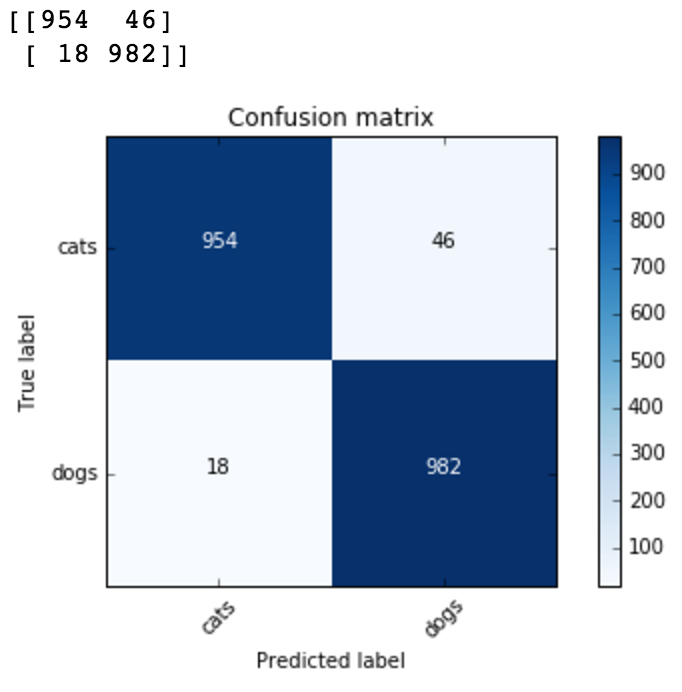 [[954  46]
 [ 18 982]]
Confusion matrix
cats 954 46
dogs 18 982
cats dogs
True label
Predicted label
900
800
700
600
500
400
300
200
100